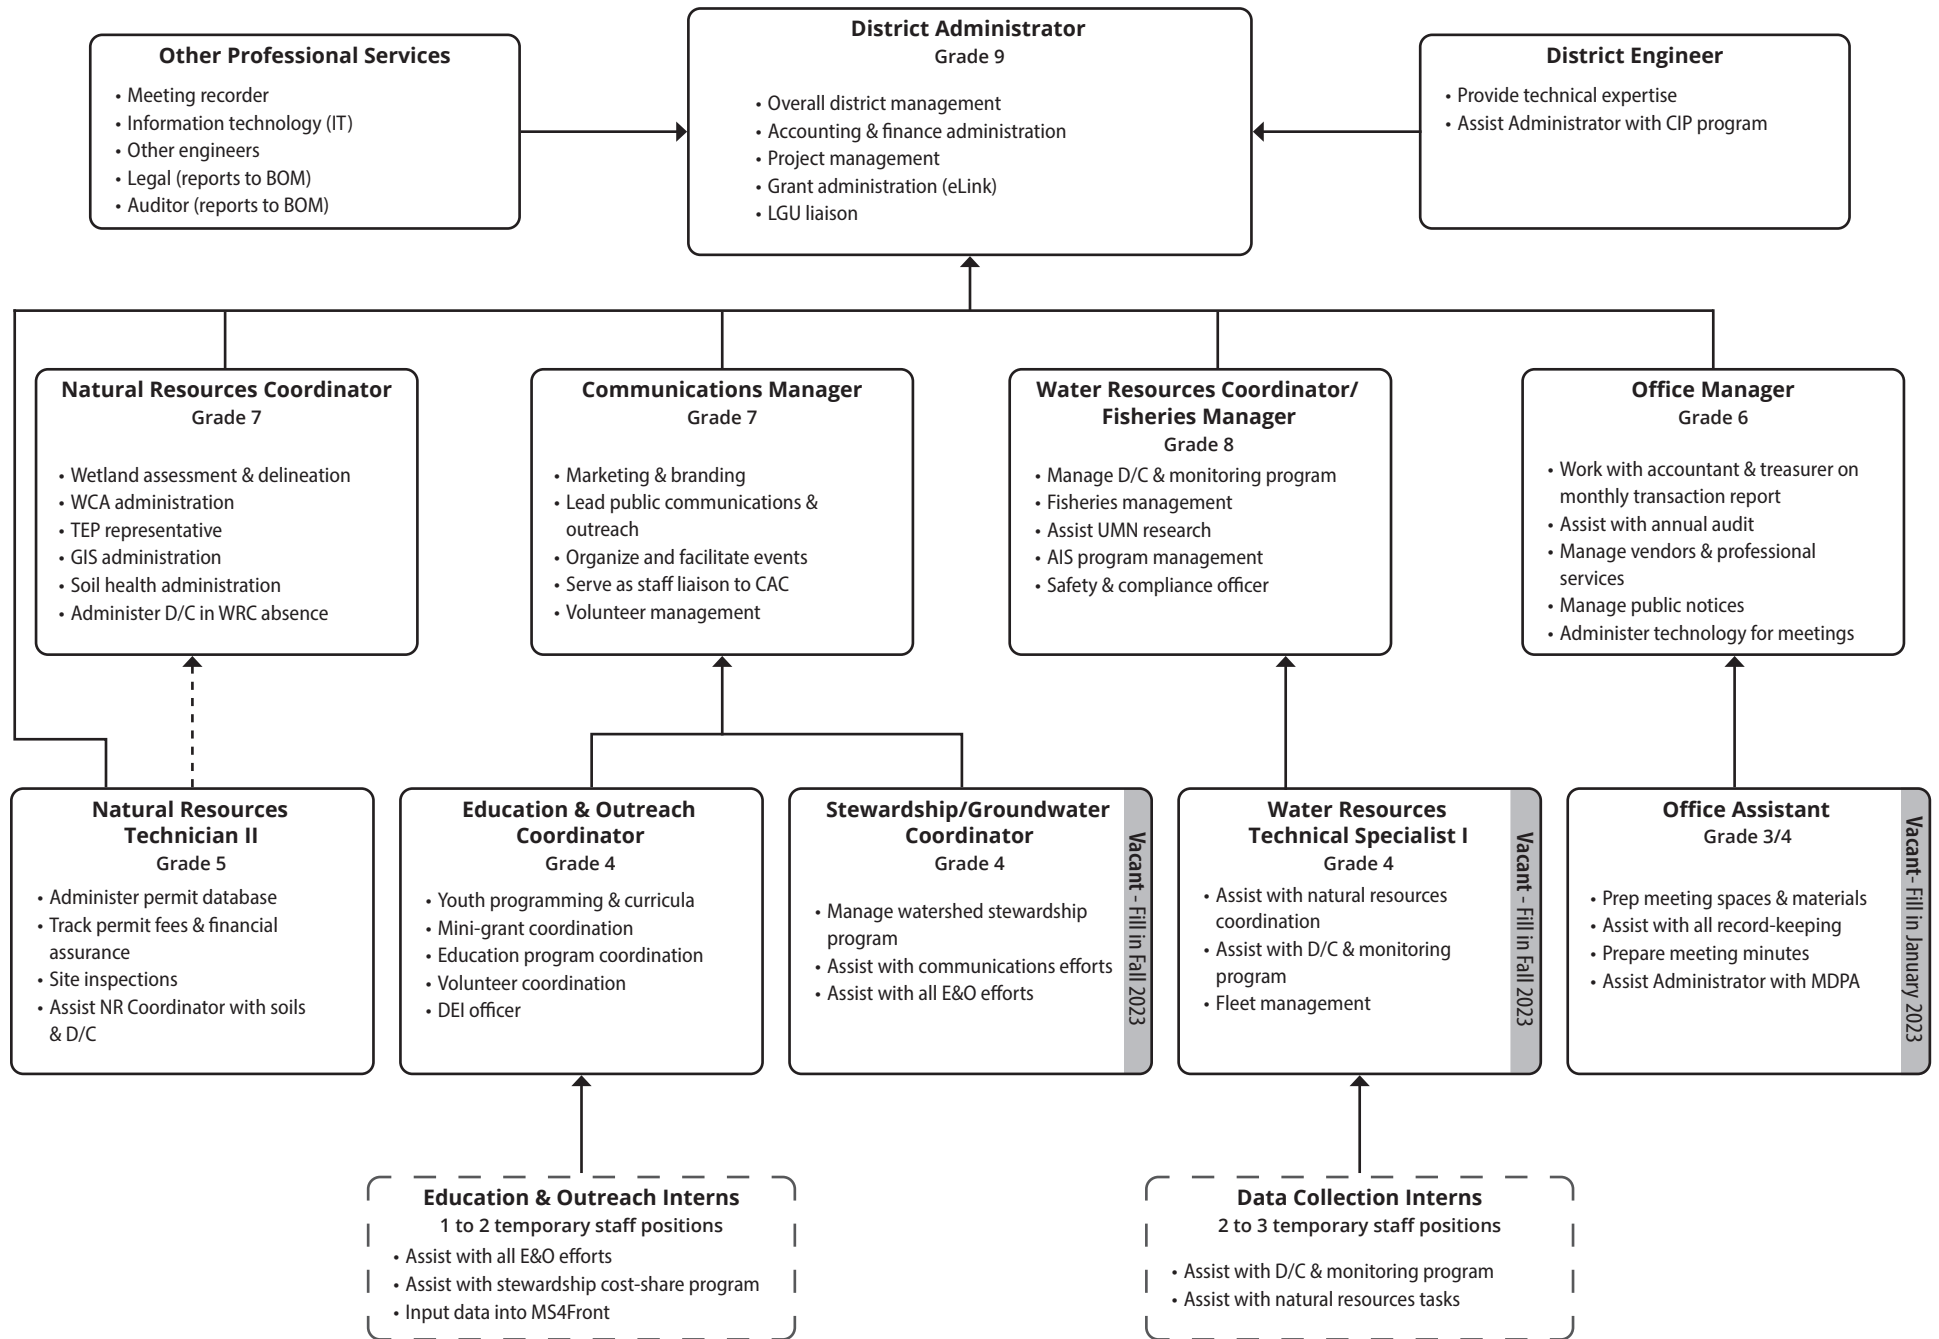 Other Professional Services
• Meeting recorder
• Information technology (IT)
• Other engineers
• Legal (reports to BOM)
• Auditor (reports to BOM)
District Administrator
Grade 9
• Overall district management
• Accounting & finance administration
• Project management
• Grant administration (eLink)
• LGU liaison
District Engineer
• Provide technical expertise
• Assist Administrator with CIP program
Natural Resources Coordinator
Grade 7
• Wetland assessment & delineation
• WCA administration
• TEP representative
• GIS administration
• Soil health administration
• Administer D/C in WRC absence
Communications Manager
Grade 7
• Marketing & branding
• Lead public communications &
outreach
• Organize and facilitate events
• Serve as staff liaison to CAC
• Volunteer management
Water Resources Coordinator/
Fisheries Manager
Grade 8
• Manage D/C & monitoring program
• Fisheries management
• Assist UMN research
• AIS program management
• Safety & compliance officer
Office Manager
Grade 6
• Work with accountant & treasurer on
monthly transaction report
• Assist with annual audit
• Manage vendors & professional
services
• Manage public notices
• Administer technology for meetings
Natural Resources
Technician II
Grade 5
• Administer permit database
• Track permit fees & financial
assurance
• Site inspections
• Assist NR Coordinator with soils
& D/C
Education & Outreach
Coordinator
Grade 4
• Youth programming & curricula
• Mini-grant coordination
• Education program coordination
• Volunteer coordination
• DEI officer
Stewardship/Groundwater
Coordinator
Grade 4
• Manage watershed stewardship
program
• Assist with communications efforts
• Assist with all E&O efforts
Vacant - Fill in Fall 2023
Water Resources
Technical Specialist I
Grade 4
• Assist with natural resources
coordination
• Assist with D/C & monitoring
program
• Fleet management
Vacant - Fill in Fall 2023
Office Assistant
Grade 3/4
• Prep meeting spaces & materials
• Assist with all record-keeping
• Prepare meeting minutes
• Assist Administrator with MDPA
Vacant- Fill in January 2023
Education & Outreach Interns
1 to 2 temporary staff positions
• Assist with all E&O efforts
• Assist with stewardship cost-share program
• Input data into MS4Front
Data Collection Interns
2 to 3 temporary staff positions
• Assist with D/C & monitoring program
• Assist with natural resources tasks